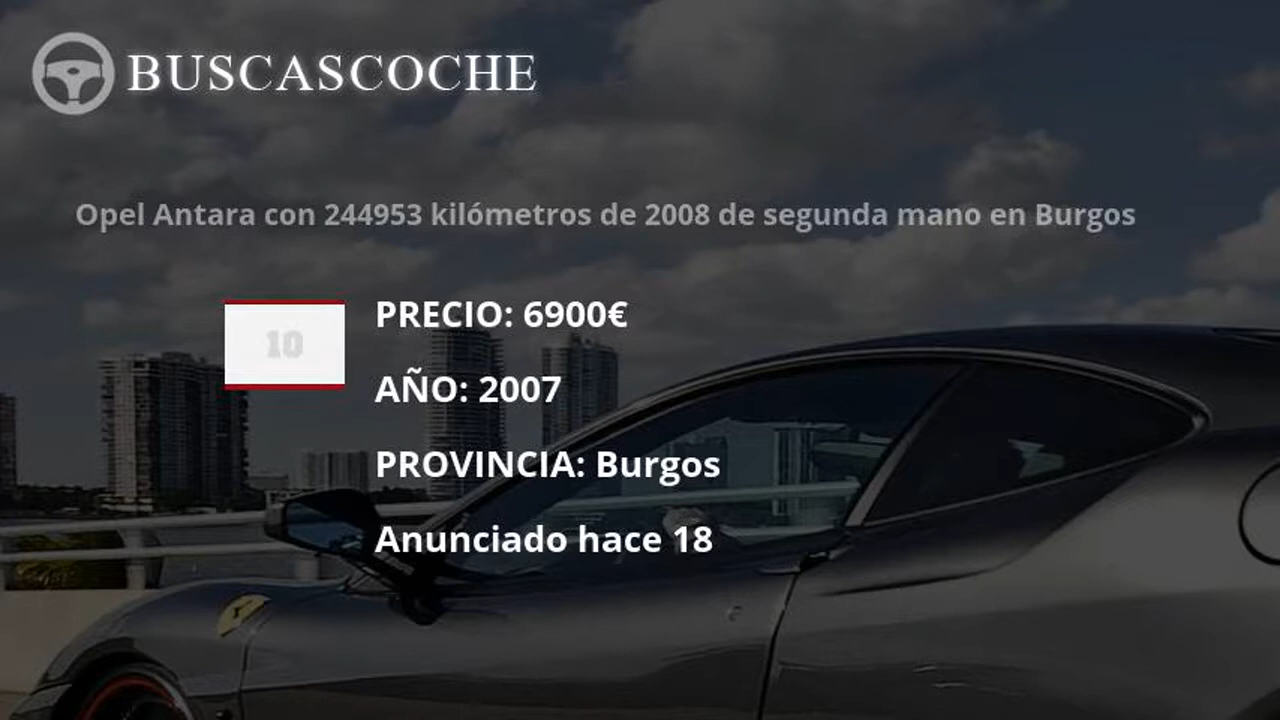 BUSCASCOCHE
Opel Antara con 244953 kilómetros de 2008 de segunda mano en Burgos
10
PRECIO: 6900€
AÑO: 2007
PROVINCIA: Burgos
Anunciado hace 18